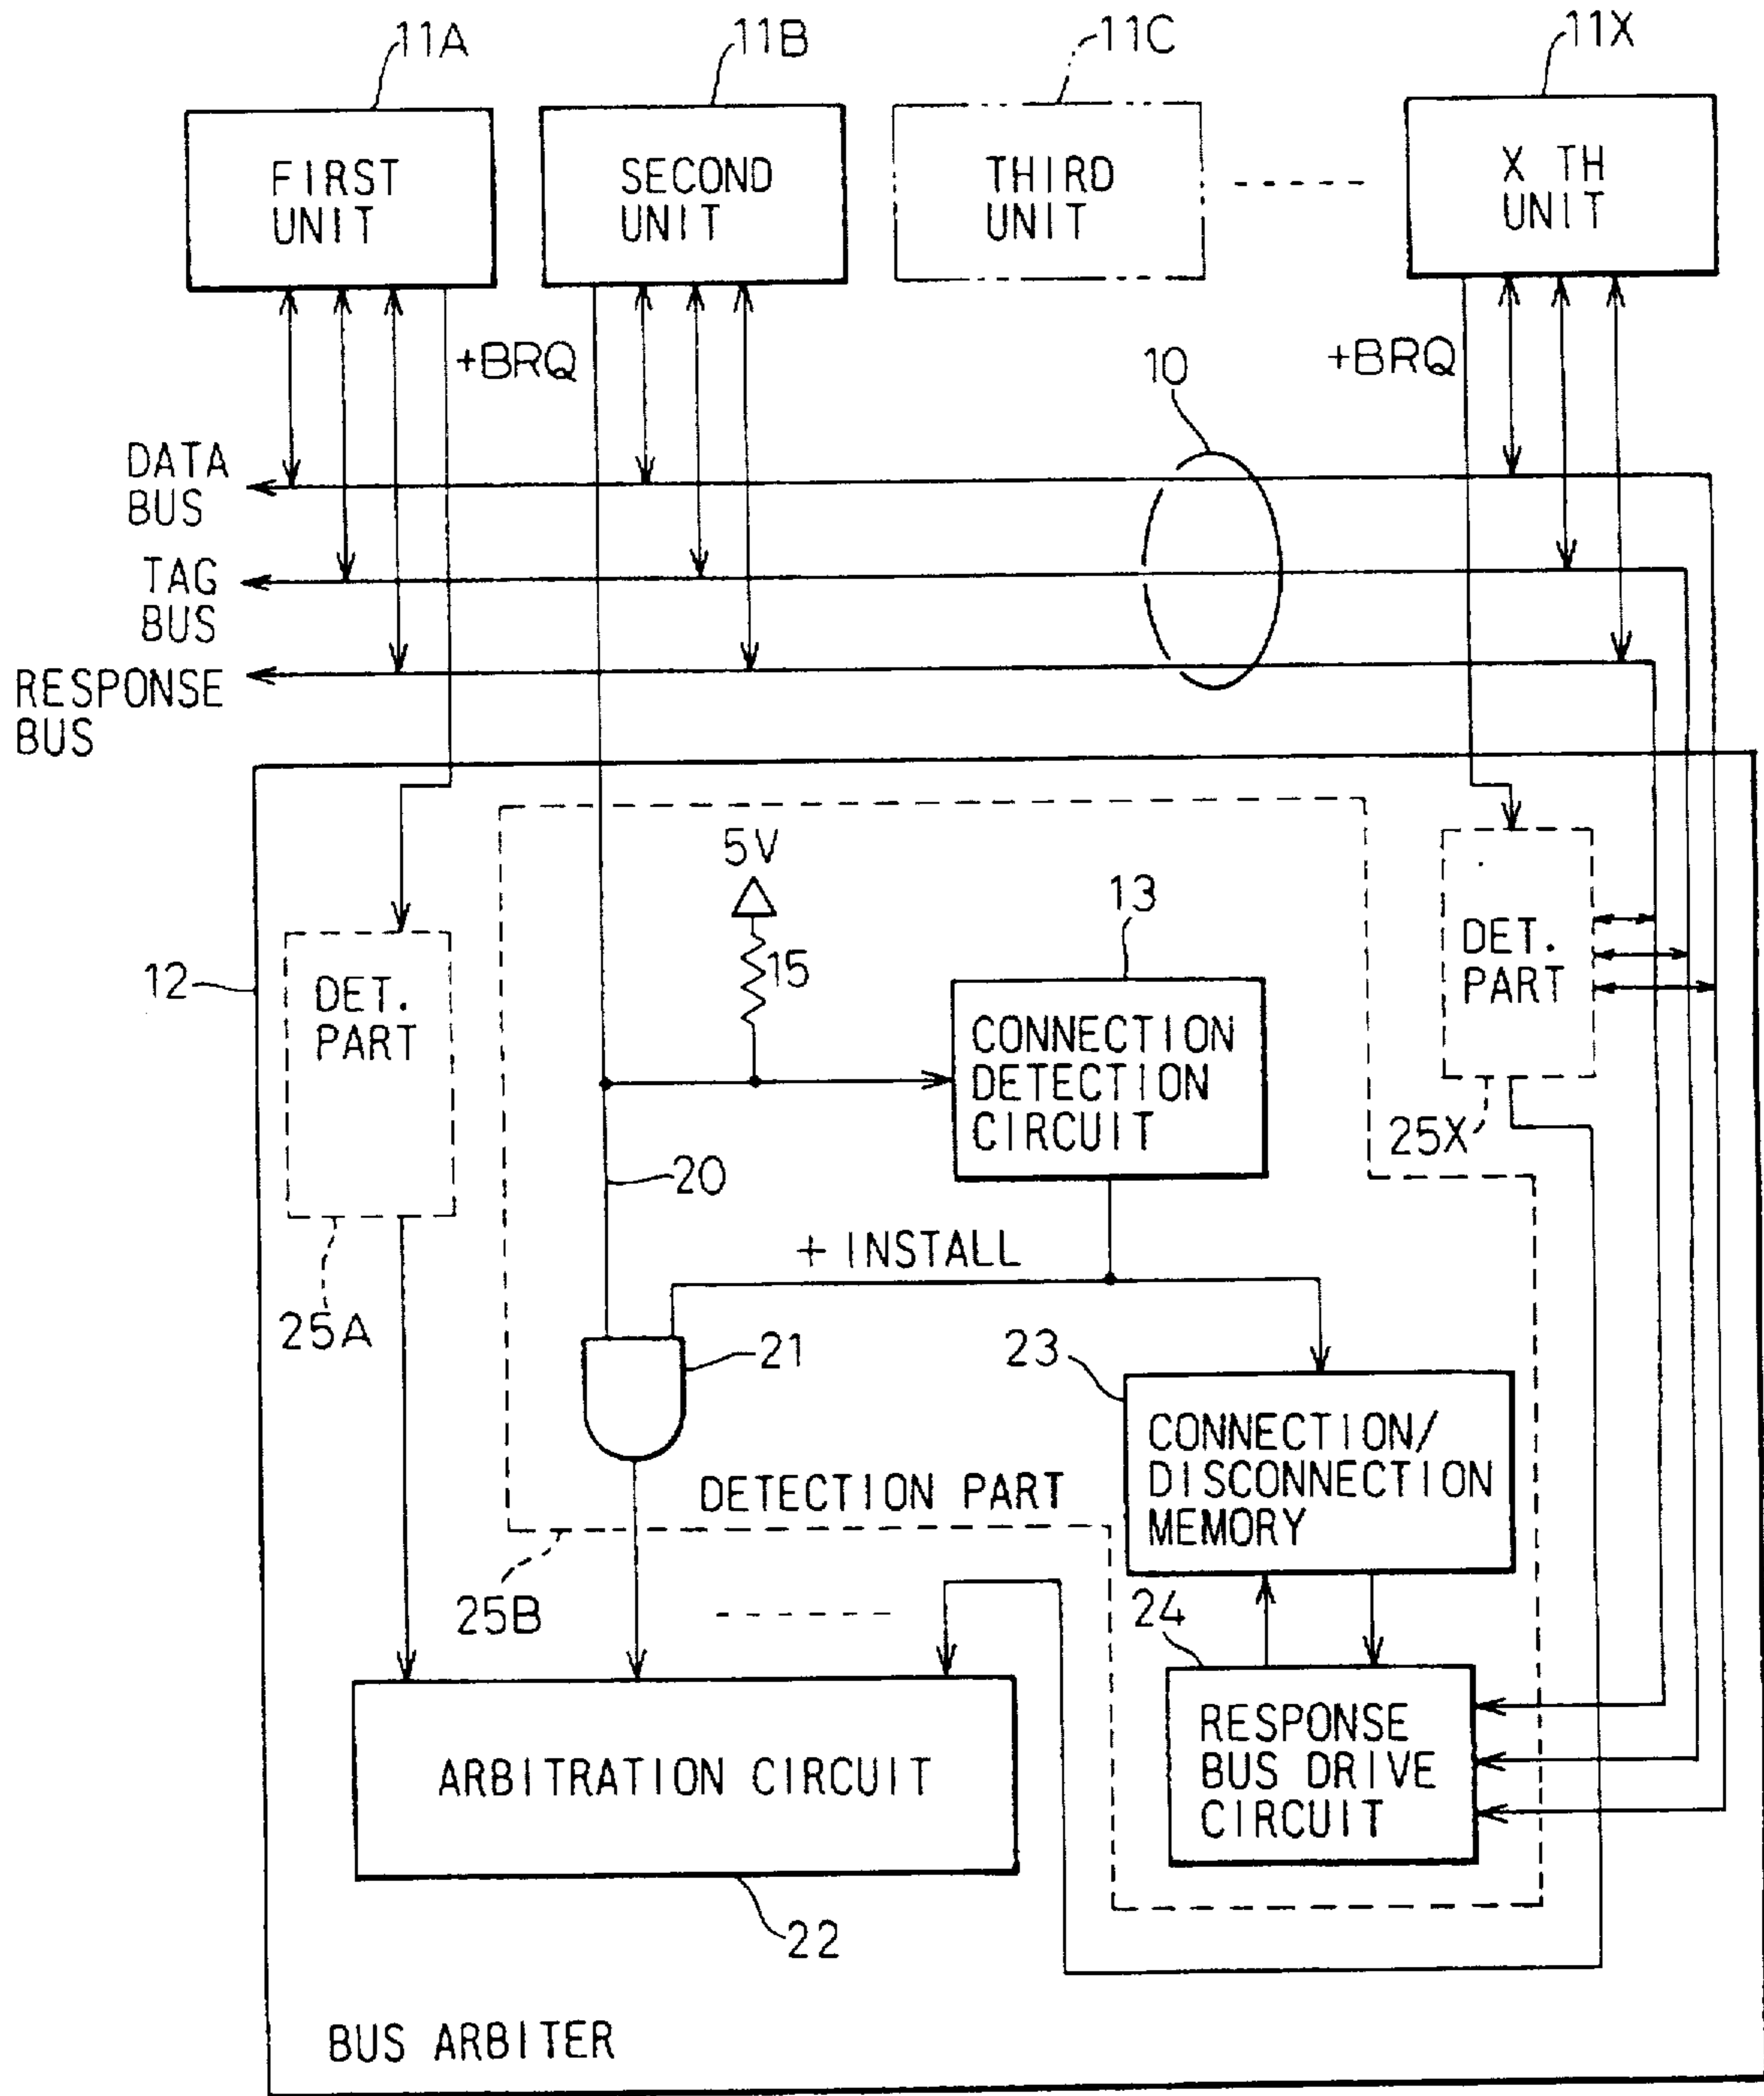 11A
11B
11C
11X
FIRST
UNIT
SECOND
UNIT
THIRD
UNIT
X TH
UNIT
+BRQ
+BRQ
10
DATA
BUS
TAG
BUS
RESPONSE
BUS
5V
15
13
12
DET.
PART
CONNECTION
DETECTION
CIRCUIT
DET.
PART
25X
20
+ INSTALL
25A
21
23
CONNECTION/
DISCONNECTION
MEMORY
DETECTION PART
25B
24
ARBITRATION CIRCUIT
RESPONSE
BUS DRIVE
CIRCUIT
22
BUS ARBITER